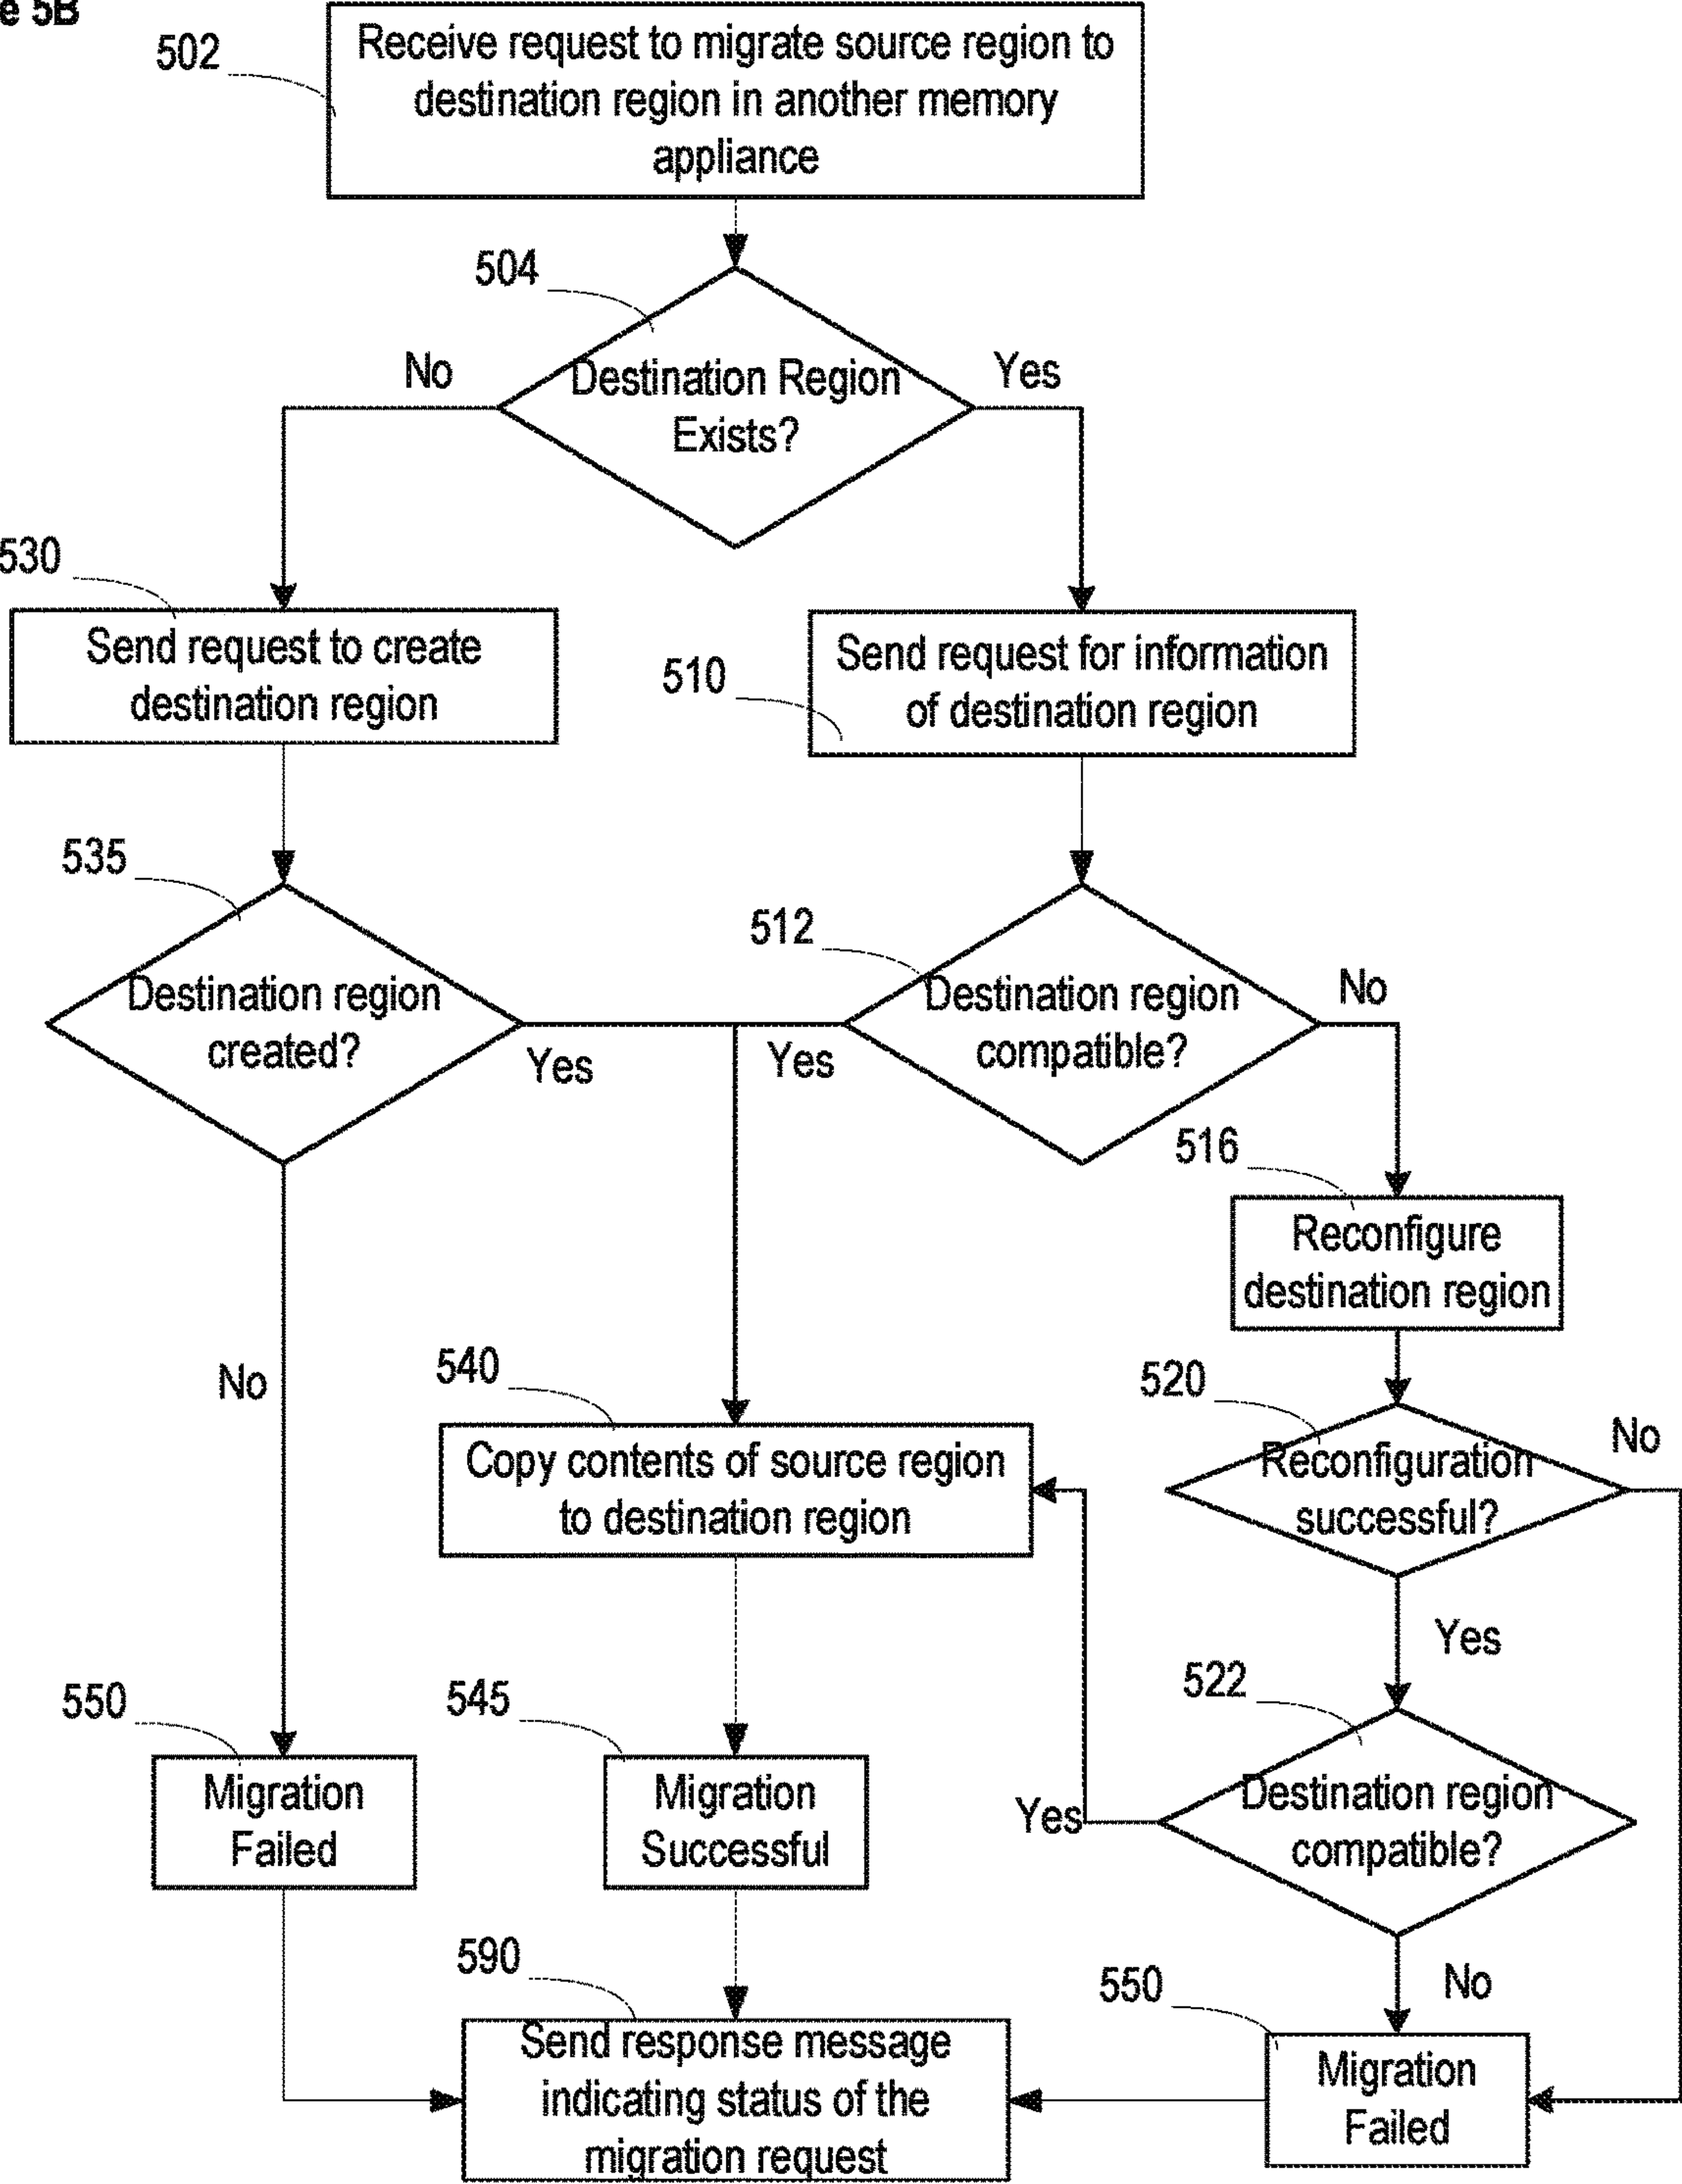 e 5B
502
Receive request to migrate source region to
destination region in another memory
appliance
504
No
Destination Region
Exists?
Yes
530
Send request to create
destination region
510
Send request for information
of destination region
535
Destination region
created?
Yes
512
Destination region
compatible?
Yes
No
516
Reconfigure
destination region
No
540
Copy contents of source region
to destination region
520
Reconfiguration
successful?
No
Yes
550
Migration
Failed
545
Migration
Successful
522
Destination region
compatible?
Yes
No
590
Send response message
indicating status of the
migration request
550
Migration
Failed